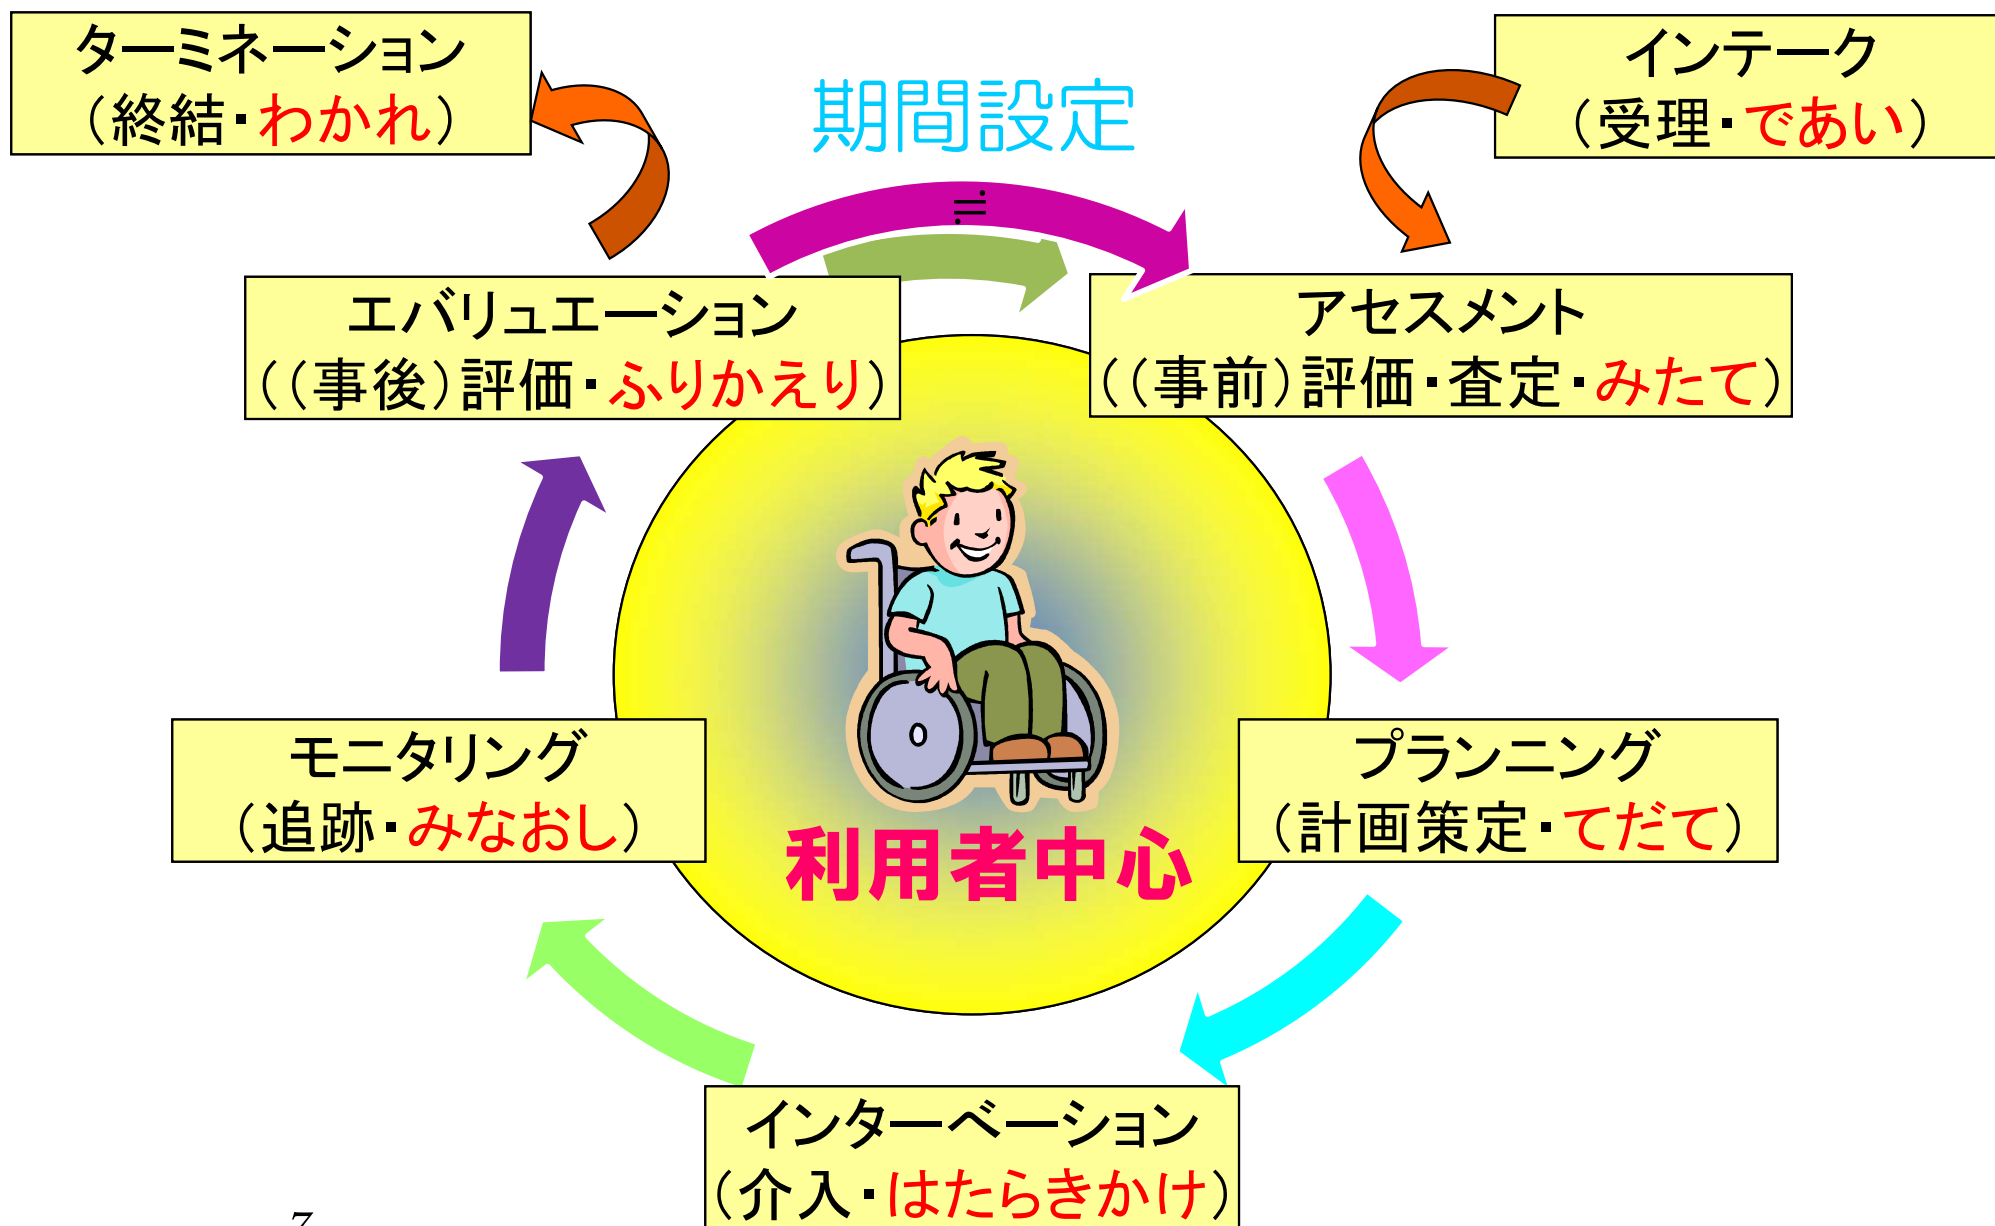 ターミネーション
（終結・わかれ）
期間設定
インテーク
（受理・であい）
≒
エバリュエーション
（（事後）評価・ふりかえり）
アセスメント
（（事前）評価・査定・みたて）
モニタリング
（追跡・みなおし）
プランニング
（計画策定・てだて）
利用者中心
インターベーション
（介入・はたらきかけ）
7